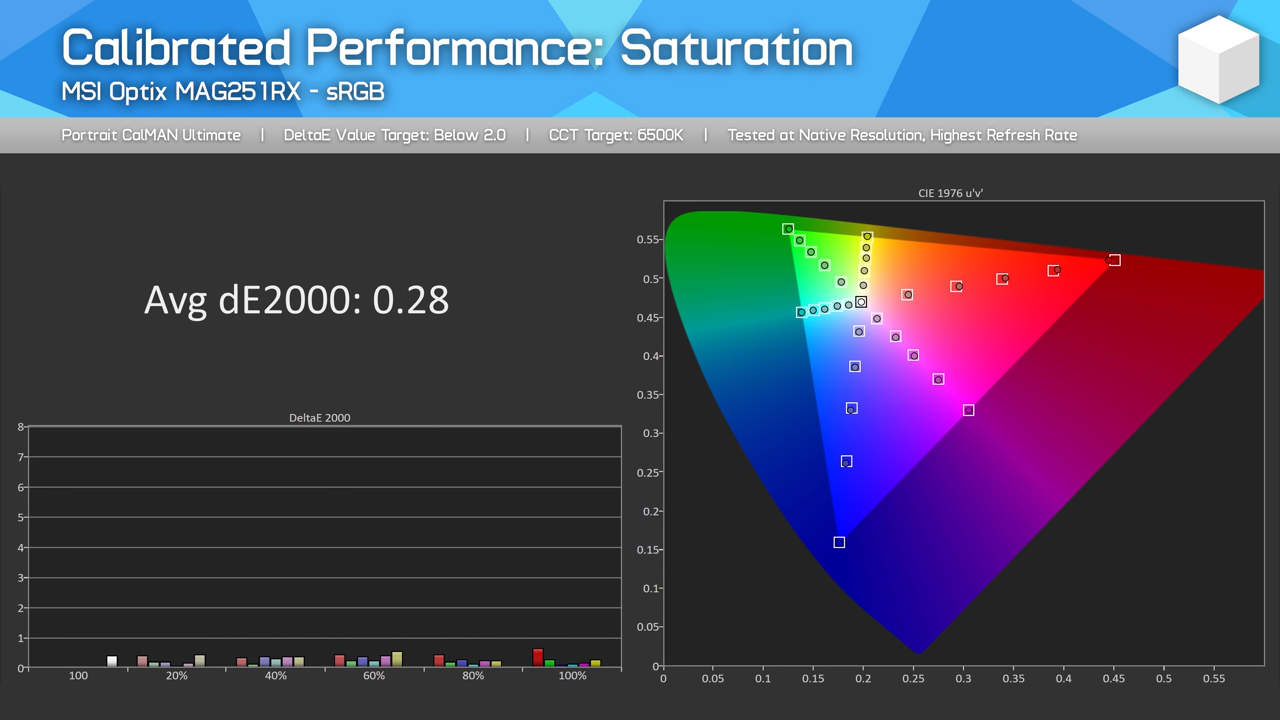 Calibrated Performance: Saturation
MSI Optix MAG251RX - sRGB
Portrait CalMAN Ultimate | DeltaE Value Target: Below 2.0 | CCT Target: 6500K | Tested at Native Resolution, Highest Refresh Rate
Avg dE2000: 0.28
DeltaE 2000
8
7
6
5
4
3
2
1
0
100 20% 40% 60% 80% 100%
CIE 1976 u'v'
0.55
0.5
0.45
0.4
0.35
0.3
0.25
0.2
0.15
0.1
0.05
0
0 0.05 0.1 0.15 0.2 0.25 0.3 0.35 0.4 0.45 0.5 0.55